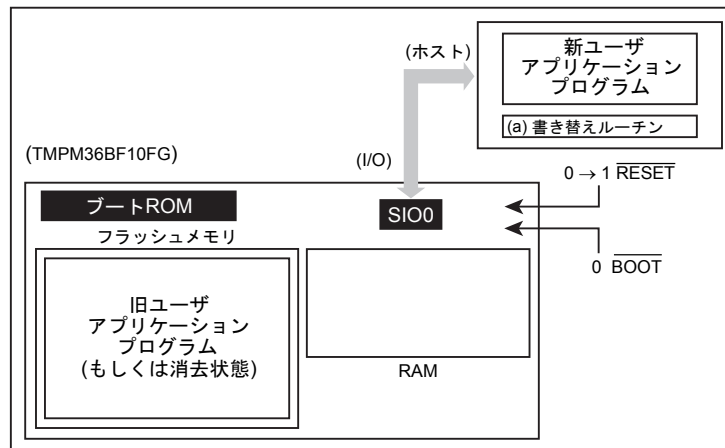 (ホスト)
新ユーザ
アプリケーション
プログラム
(a) 書き替えルーチン
(TMPM36BF10FG)
(I/O)
0 → 1 RESET
ブートROM
SIO0
フラッシュメモリ
0 BOOT
旧ユーザ
アプリケーション
プログラム
(もしくは消去状態)
RAM